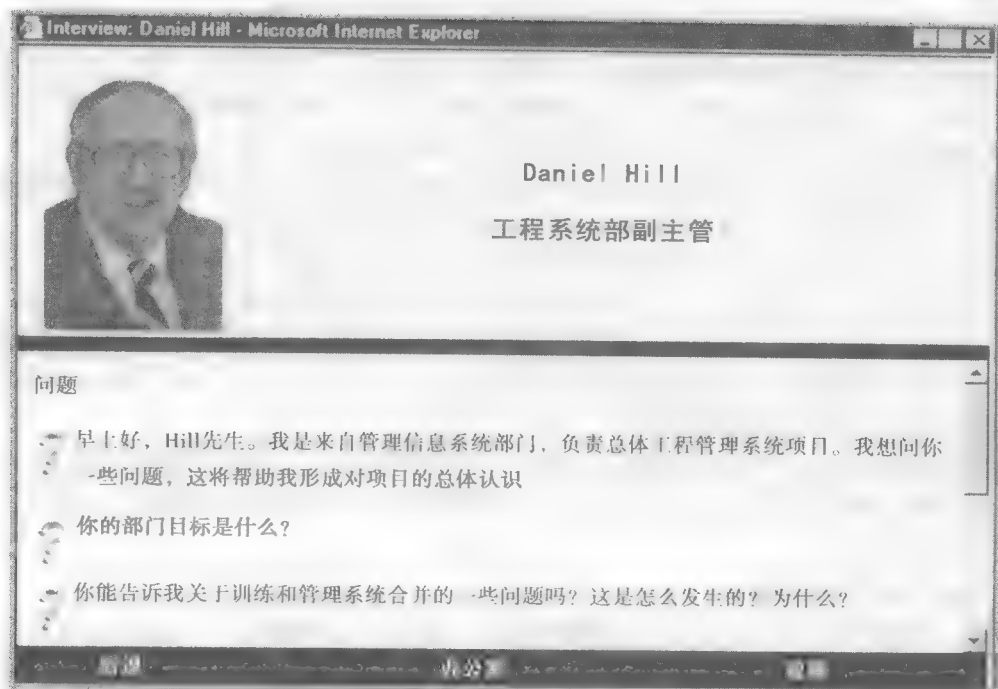 Interview: Daniel Hill - Microsoft Internet Explorer
Daniel Hill
工程系统部副主管
问题
早上好，Hill先生。我是来自管理信息系统部门，负责总体工程管理系统项目。我想问你
一些问题，这将帮助我形成对项目的总体认识
你的部门目标是什么？
你能告诉我关于训练和管理系统合并的一些问题吗？这是怎么发生的？为什么？
办公室